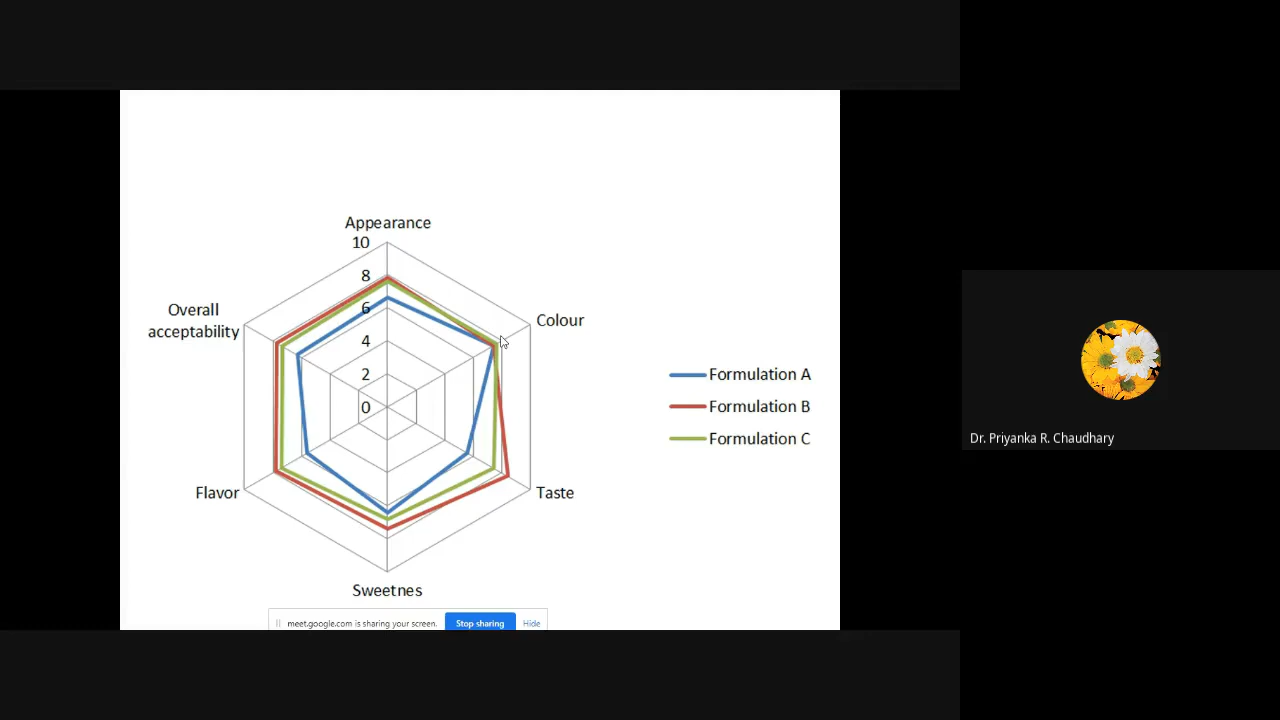 Appearance
10
8
6
4
2
0
Overall
acceptability
Colour
Flavor
Taste
Sweetnes
Formulation A
Formulation B
Formulation C
meet.google.com is sharing your screen.
Stop sharing
Hide
Dr. Priyanka R. Chaudhary